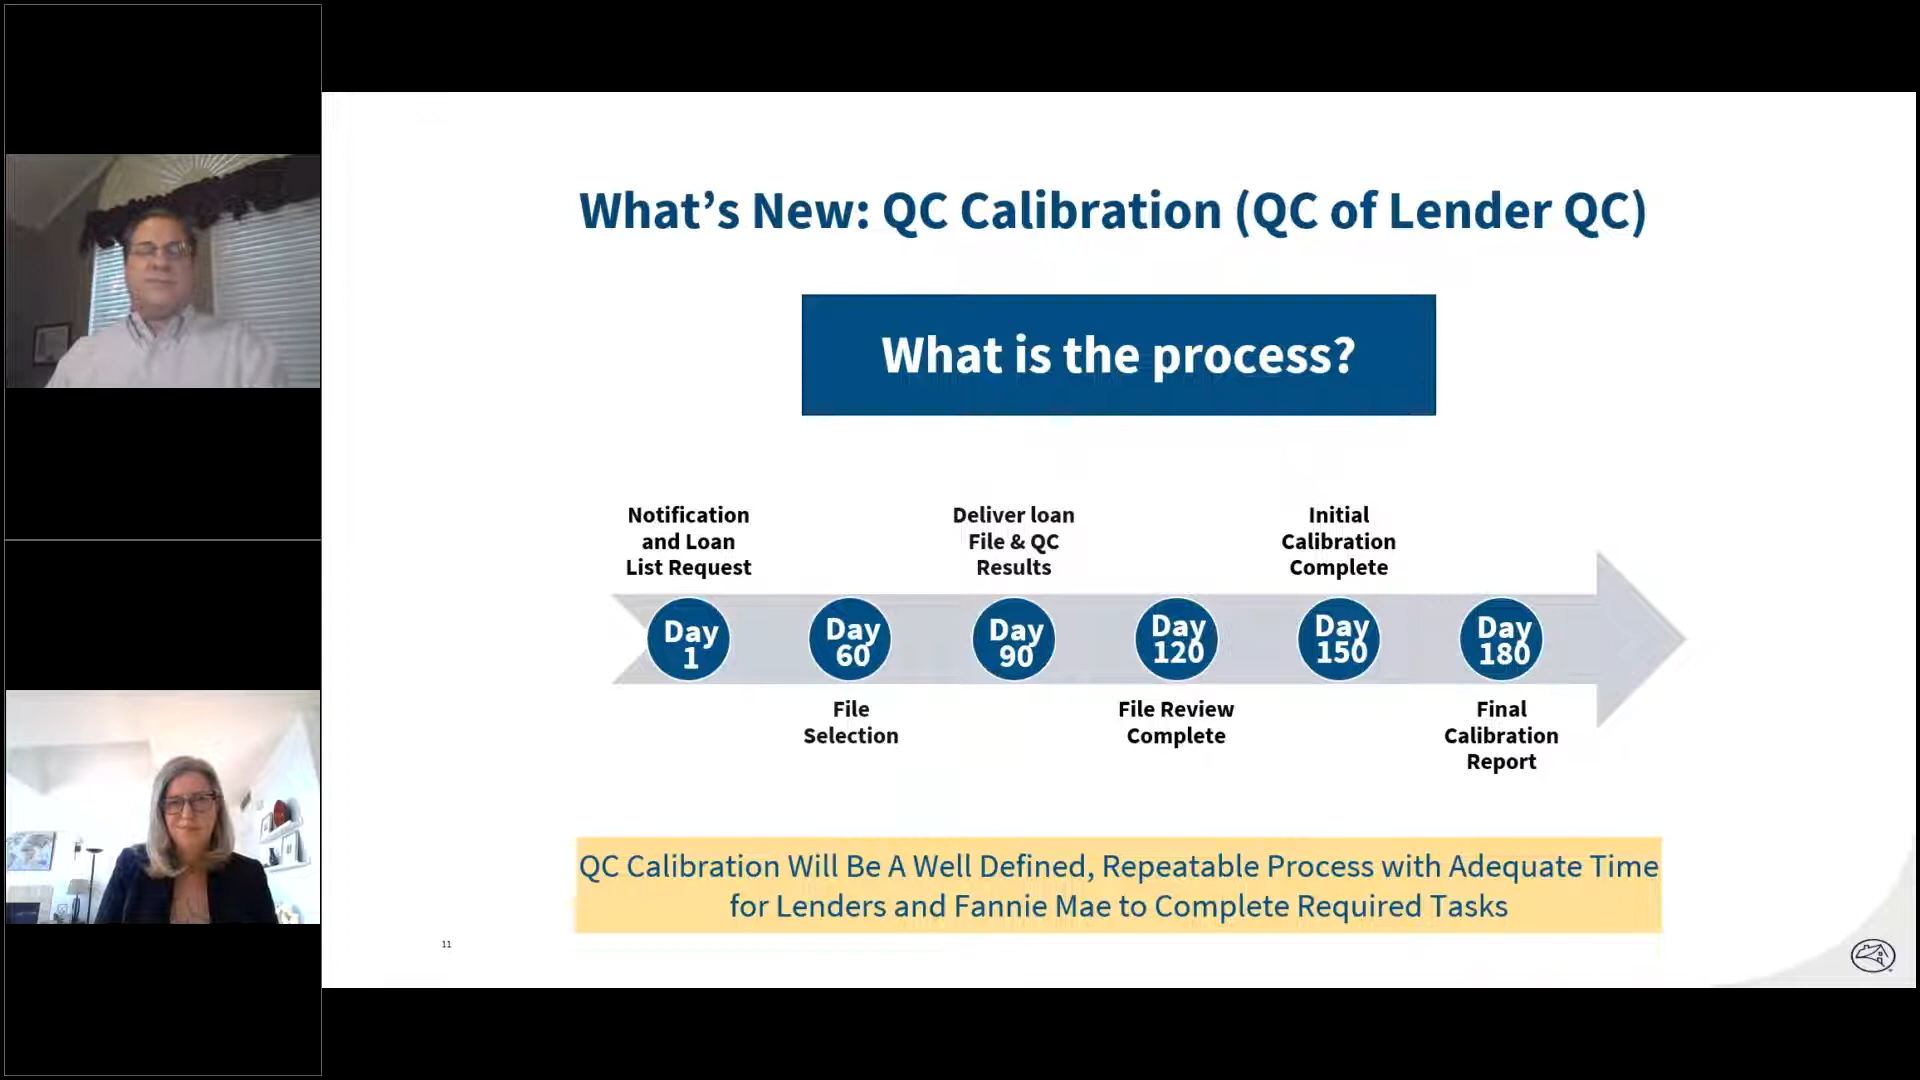 What’s New: QC Calibration (QC of Lender QC)
What is the process?
Notification
and Loan
List Request
Deliver loan
File & QC
Results
Initial
Calibration
Complete
Day
1
Day
60
Day
90
Day
120
Day
150
Day
180
File
Selection
File Review
Complete
Final
Calibration
Report
QC Calibration Will Be A Well Defined, Repeatable Process with Adequate Time
for Lenders and Fannie Mae to Complete Required Tasks
11